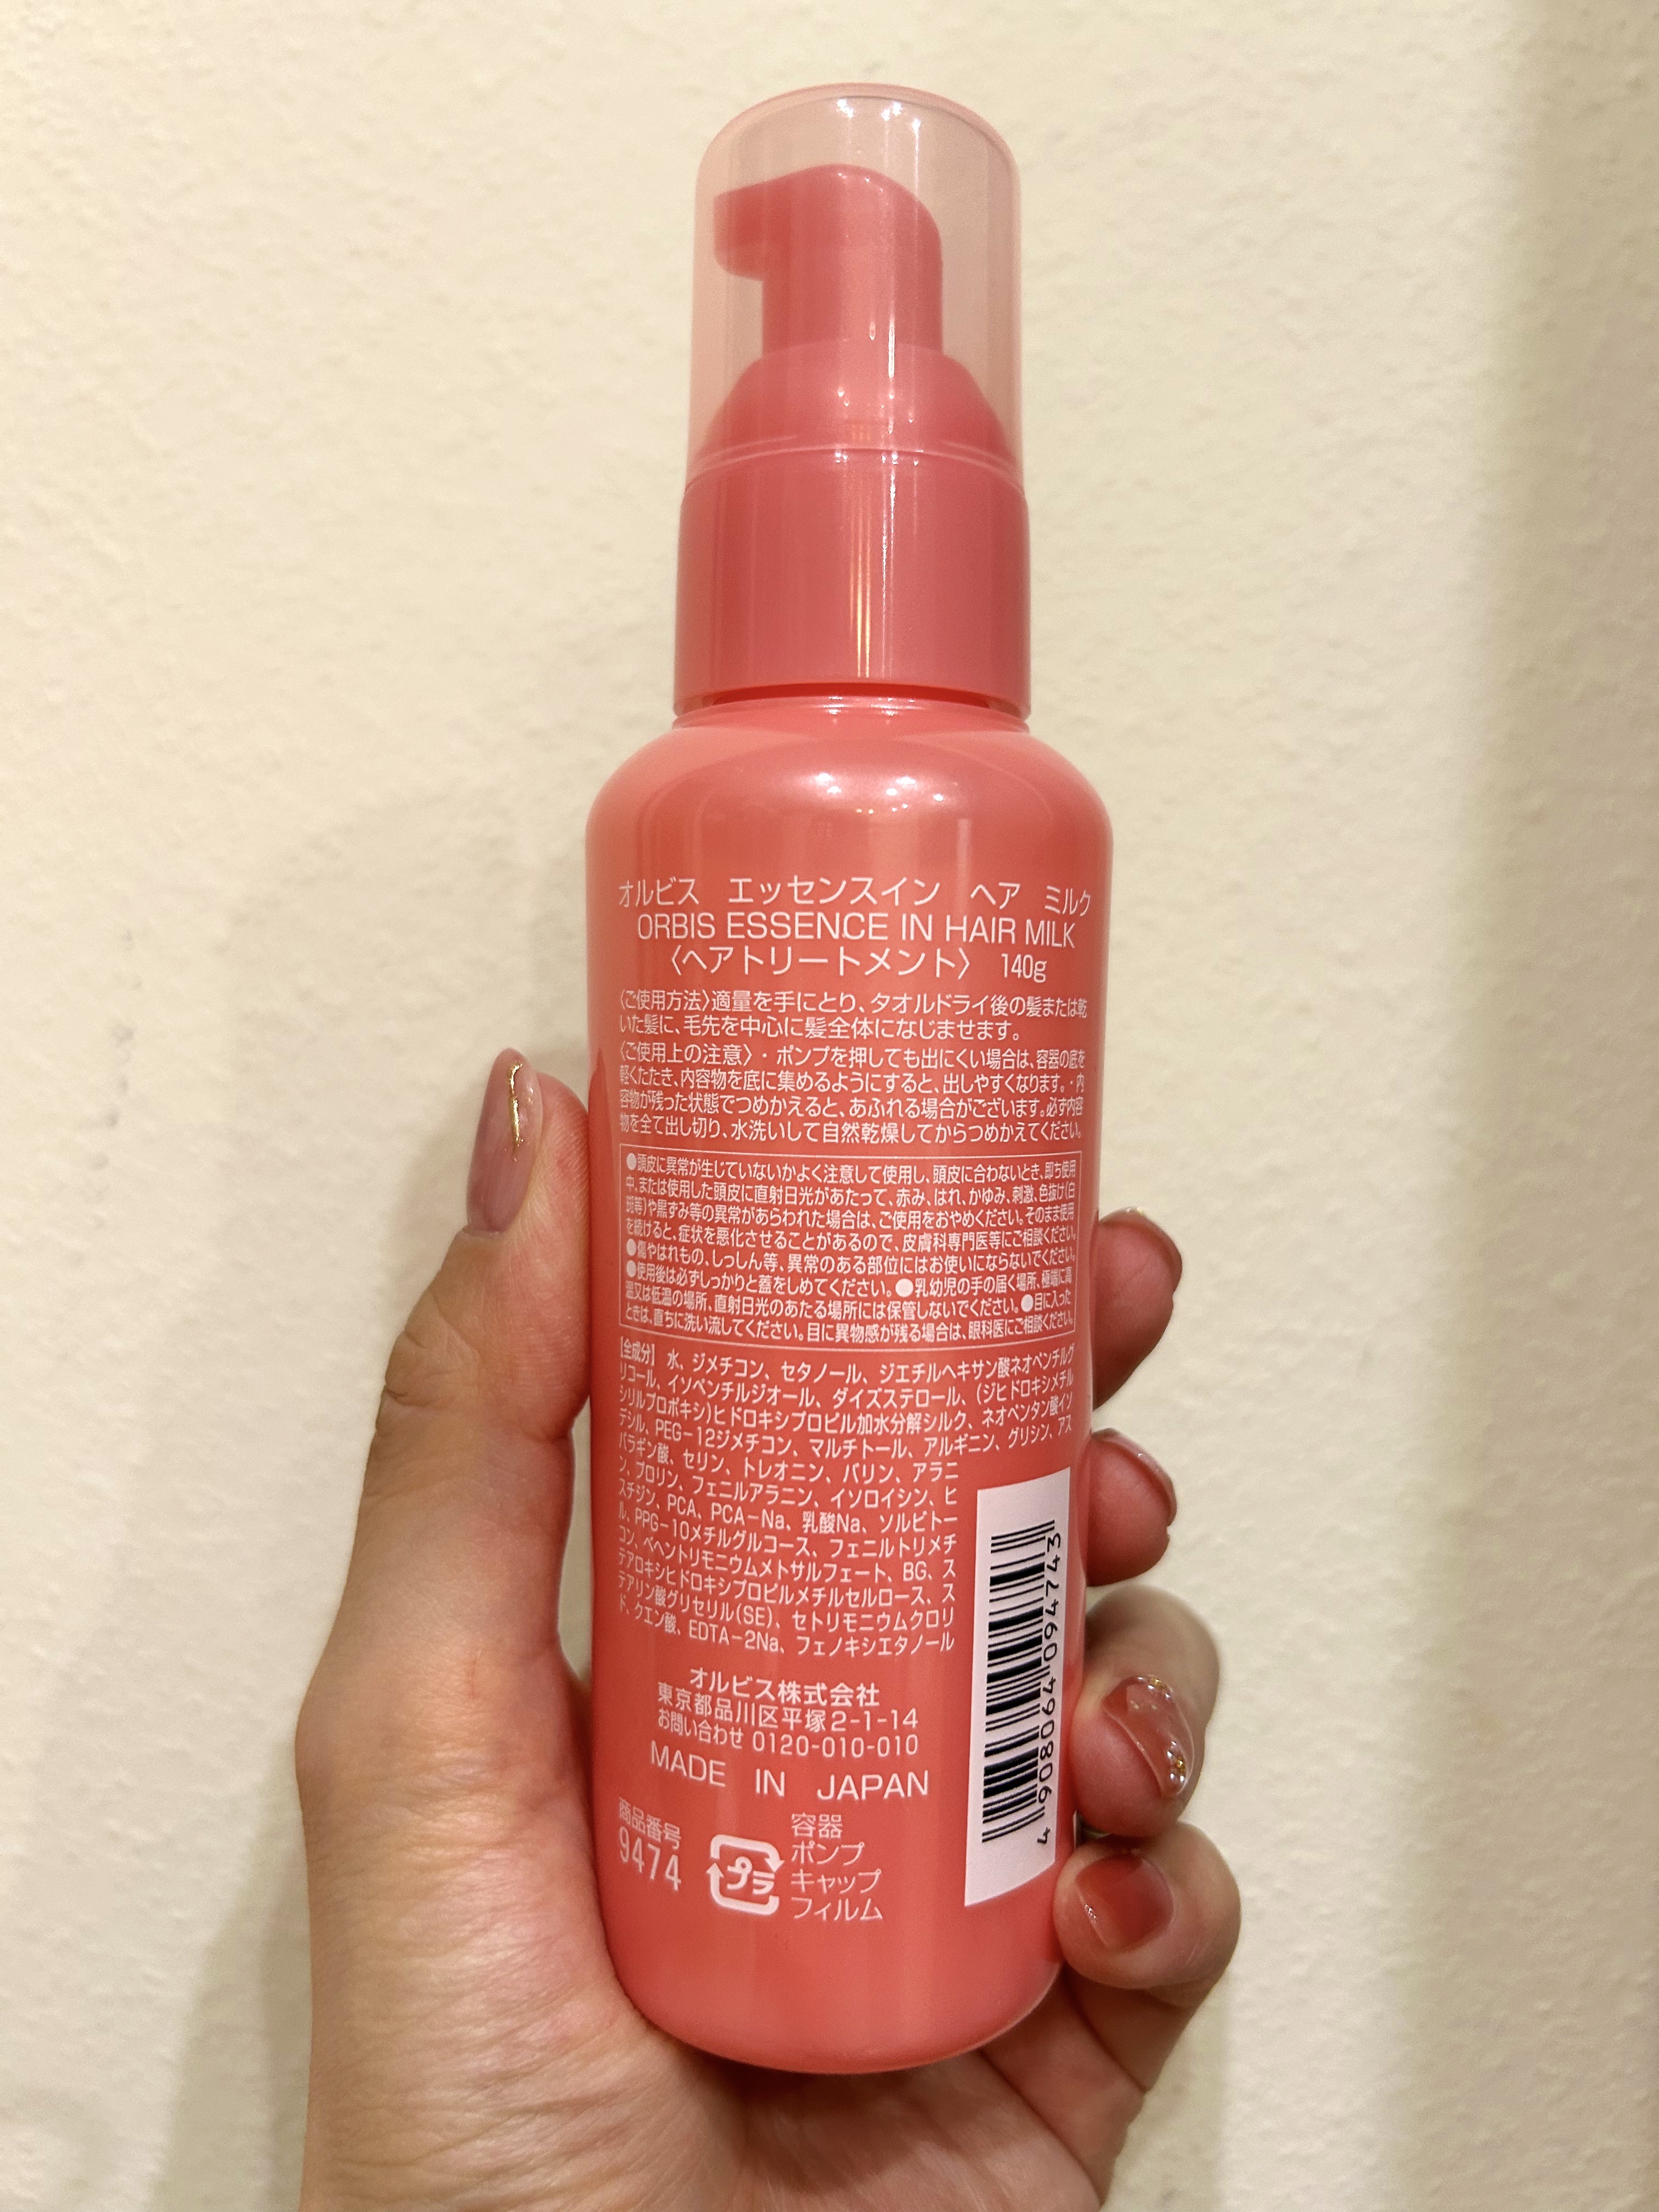 オルビス　エッセンスイン　ヘア　ミルク
ORBIS ESSENCE IN HAIR MILK
〈ヘアトリートメント〉 140g
〈ご使用方法〉適量を手にとり、タオルドライ後の髪または乾
いた髪に、毛先を中心に髪全体になじませます。
〈ご使用上の注意〉・ポンプを押しても出にくい場合は、容器の底を
軽くたたき、内容物を底に集めるようにすると、出しやすくなります。・内
容物が残った状態でつめかえると、あふれる場合がございます。必ず内容
物を全て出し切り、水洗いして自然乾燥してからつめかえてください。
●頭皮に異常が生じていないかよく注意して使用し、頭皮に合わないとき、即ち使用
中、または使用した頭皮に直射日光があたって、赤み、はれ、かゆみ、刺激、色抜け(白
斑等)や黒ずみ等の異常があらわれた場合は、ご使用をおやめください。そのまま使用
を続けると、症状を悪化させることがあるので、皮膚科専門医等にご相談ください。
●傷やはれもの、しっしん等、異常のある部位にはお使いにならないでください。
●使用後は必ずしっかりと蓋をしめてください。●乳幼児の手の届く場所、極端に高
温又は低温の場所、直射日光のあたる場所には保管しないでください。●目に入った
ときは、直ちに洗い流してください。目に異物感が残る場合は、眼科医にご相談ください。
【全成分】 水、ジメチコン、セタノール、ジエチルヘキサン酸ネオペンチルグ
リコール、イソペンチルジオール、ダイズステロール、(ジヒドロキシメチル
シリルプロポキシ)ヒドロキシプロピル加水分解シルク、ネオペンタン酸イソ
デシル、PEG-12ジメチコン、マルチトール、アルギニン、グリシン、アス
パラギン酸、セリン、トレオニン、バリン、アラニ
ン、プロリン、フェニルアラニン、イソロイシン、ヒ
スチジン、PCA、PCA-Na、乳酸Na、ソルビトー
ル、PPG-10メチルグルコース、フェニルトリメチ
コン、ベヘントリモニウムメトサルフェート、BG、ス
テアロキシヒドロキシプロピルメチルセルロース、ス
テアリン酸グリセリル(SE)、セトリモニウムクロリ
ド、クエン酸、EDTA-2Na、フェノキシエタノール
オルビス株式会社
東京都品川区平塚2-1-14
お問い合わせ 0120-010-010
MADE IN JAPAN
商品番号
9474
プラ
容器
ポンプ
キャップ
フィルム
4 908064 094743